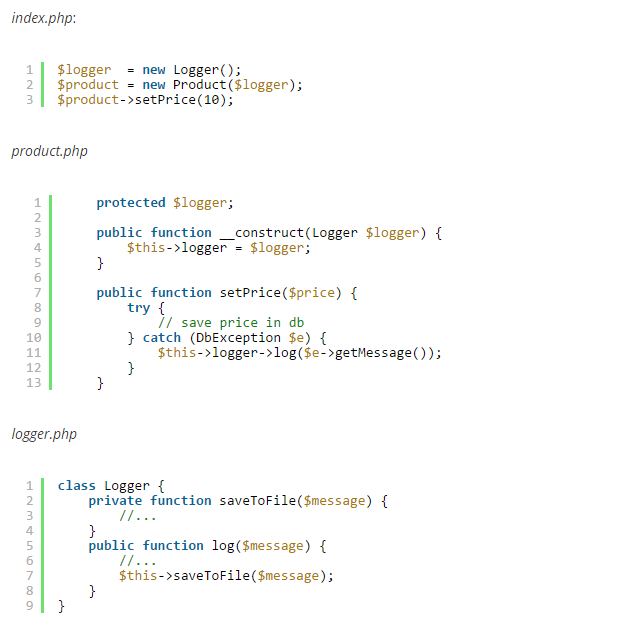 index.php:
1 $logger  = new Logger();
2 $product = new Product($logger);
3 $product->setPrice(10);
product.php
1     protected $logger;
2
3     public function __construct(Logger $logger) {
4         $this->logger = $logger;
5     }
6
7     public function setPrice($price) {
8         try {
9             // save price in db
10         } catch (DbException $e) {
11             $this->logger->log($e->getMessage());
12         }
13     }
logger.php
1 class Logger {
2     private function saveToFile($message) {
3         //...
4     }
5     public function log($message) {
6         //...
7         $this->saveToFile($message);
8     }
9 }